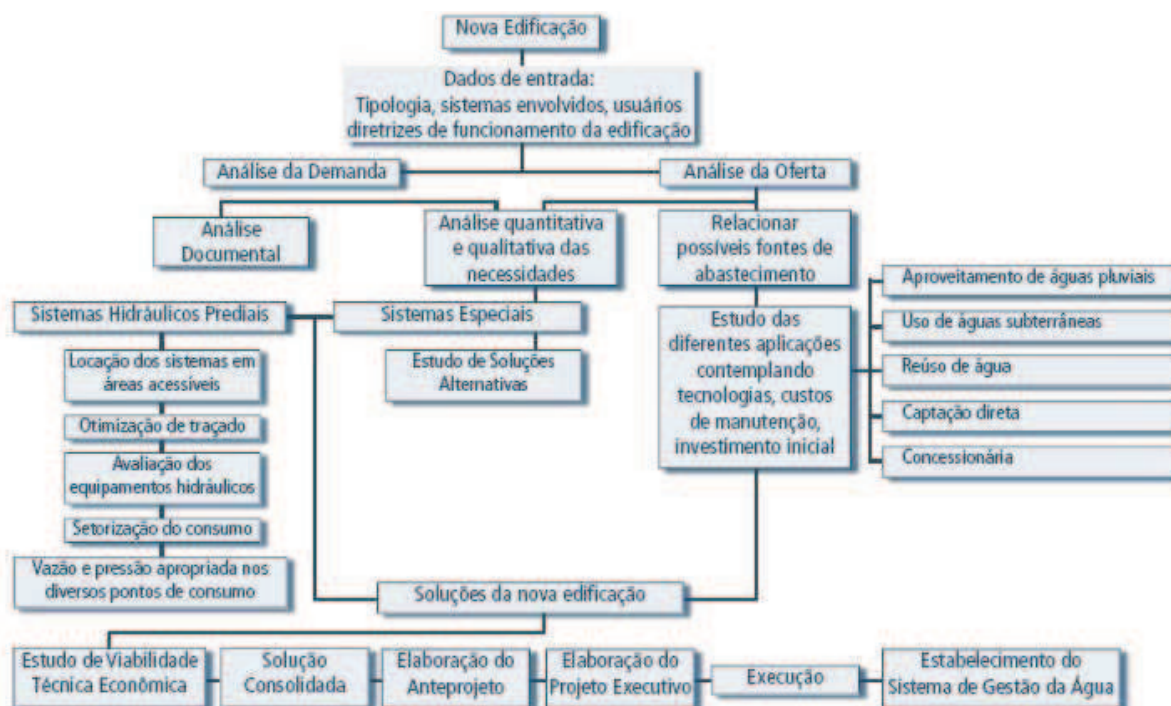 Nova Edificação
Dados de entrada:
Tipologia, sistemas envolvidos, usuários
diretrizes de funcionamento da edificação
Análise da Demanda
Análise da Oferta
Análise
Documental
Análise quantitativa
e qualitativa das
necessidades
Relacionar
possíveis fontes de
abastecimento
Sistemas Hidráulicos Prediais
Sistemas Especiais
Locação dos sistemas em
áreas acessíveis
Otimização de traçado
Avaliação dos
equipamentos hidráulicos
Setorização do consumo
Vazão e pressão apropriada nos
diversos pontos de consumo
Estudo de Soluções
Alternativas
Estudo das
diferentes aplicações
contemplando
tecnologias, custos
de manutenção,
investimento inicial
Aproveitamento de águas pluviais
Uso de águas subterrâneas
Reúso de água
Captação direta
Concessionária
Soluções da nova edificação
Estudo de Viabilidade
Técnica Econômica
Solução
Consolidada
Elaboração do
Anteprojeto
Elaboração do
Projeto Executivo
Execução
Estabelecimento do
Sistema de Gestão da Água